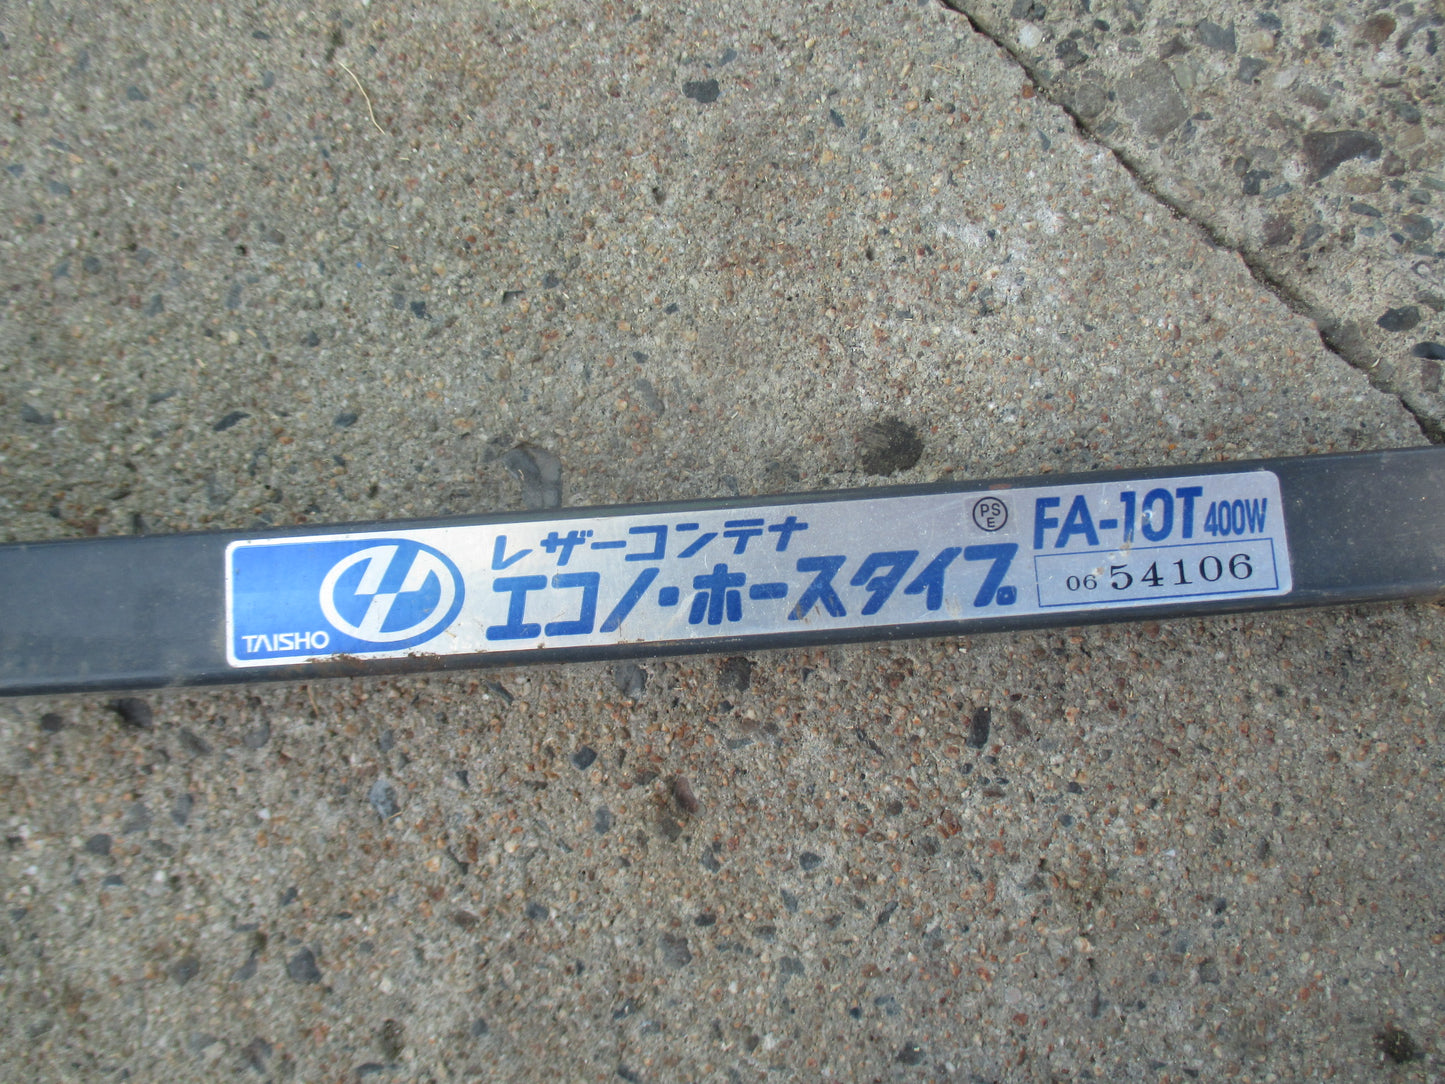 TAISHO
レザーコンテナ
エコノ・ホースタイプ
PS
E
FA-10T 400W
06 54106